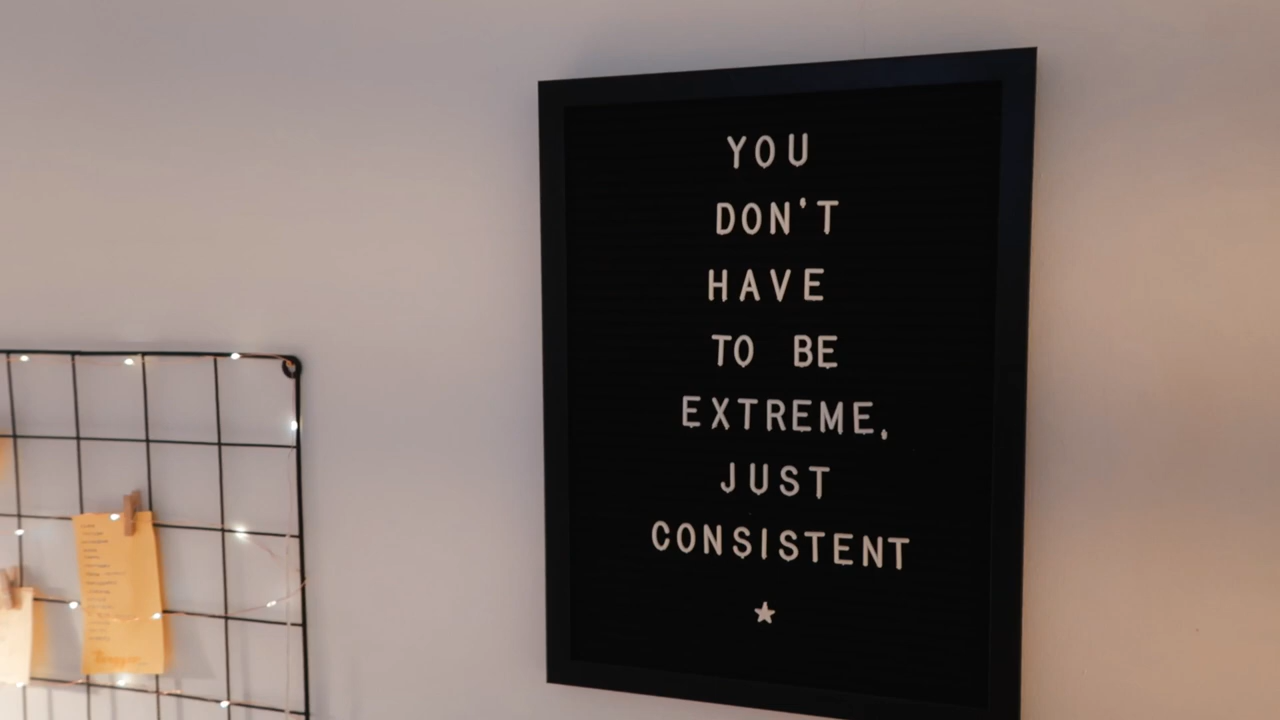 YOU
DON'T
HAVE
TO BE
EXTREME,
JUST
CONSISTENT